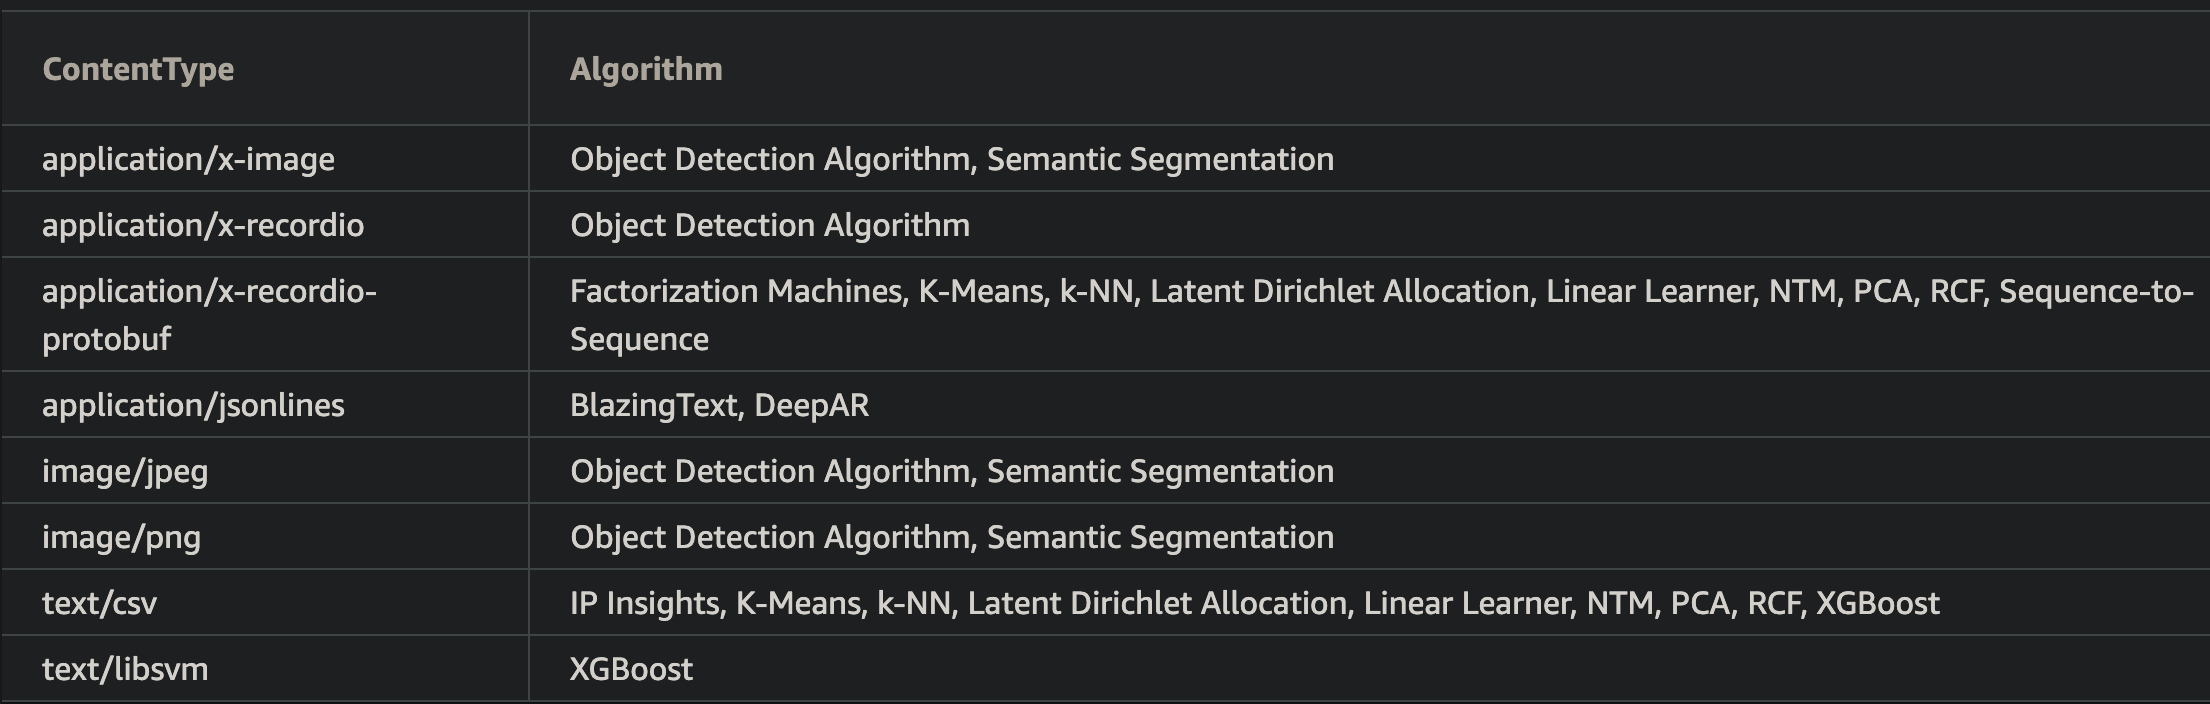 ContentType Algorithm
application/x-image Object Detection Algorithm, Semantic Segmentation
application/x-recordio Object Detection Algorithm
application/x-recordio- Factorization Machines, K-Means, k-NN, Latent Dirichlet Allocation, Linear Learner, NTM, PCA, RCF, Sequence-to-
protobuf Sequence
application/jsonlines BlazingText, DeepAR
image/jpeg Object Detection Algorithm, Semantic Segmentation
image/png Object Detection Algorithm, Semantic Segmentation
text/csv IP Insights, K-Means, k-NN, Latent Dirichlet Allocation, Linear Learner, NTM, PCA, RCF, XGBoost
text/libsvm XGBoost